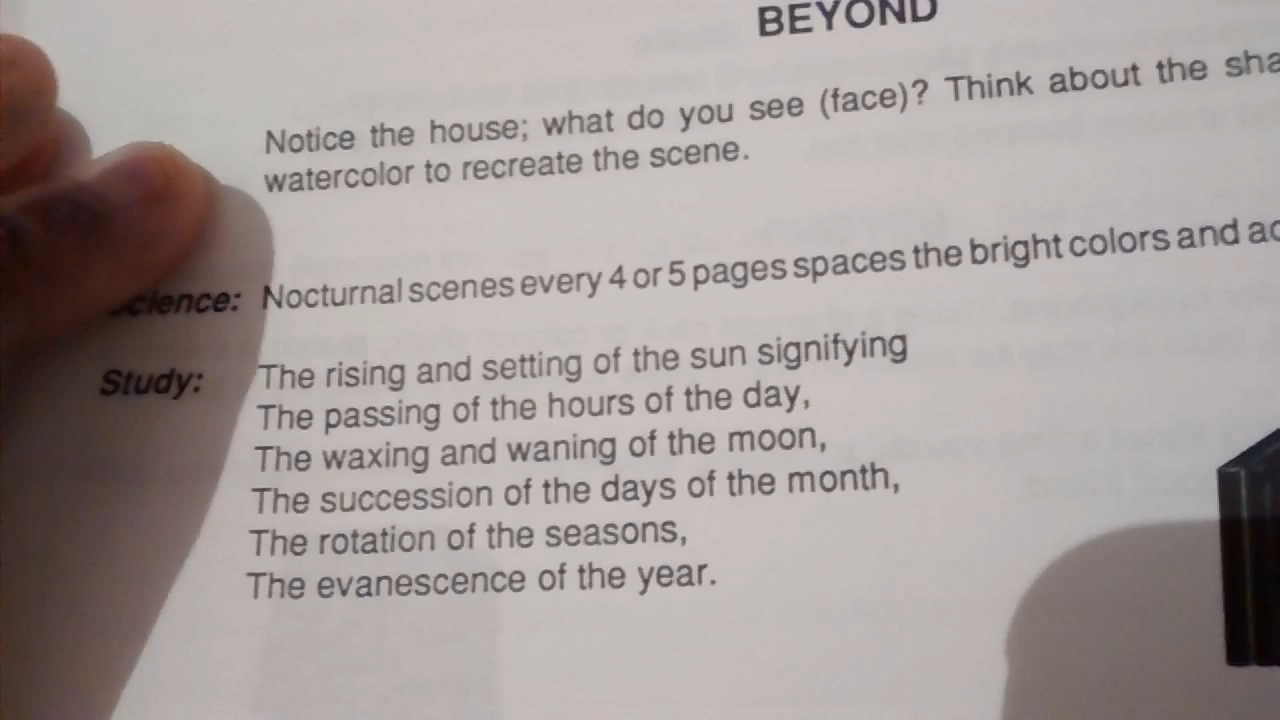 BEYOND
Notice the house; what do you see (face)? Think about the
watercolor to recreate the scene.
Science: Nocturnal scenes every 4 or 5 pages spaces the bright colors and
Study: The rising and setting of the sun signifying
The passing of the hours of the day,
The waxing and waning of the moon,
The succession of the days of the month,
The rotation of the seasons,
The evanescence of the year.